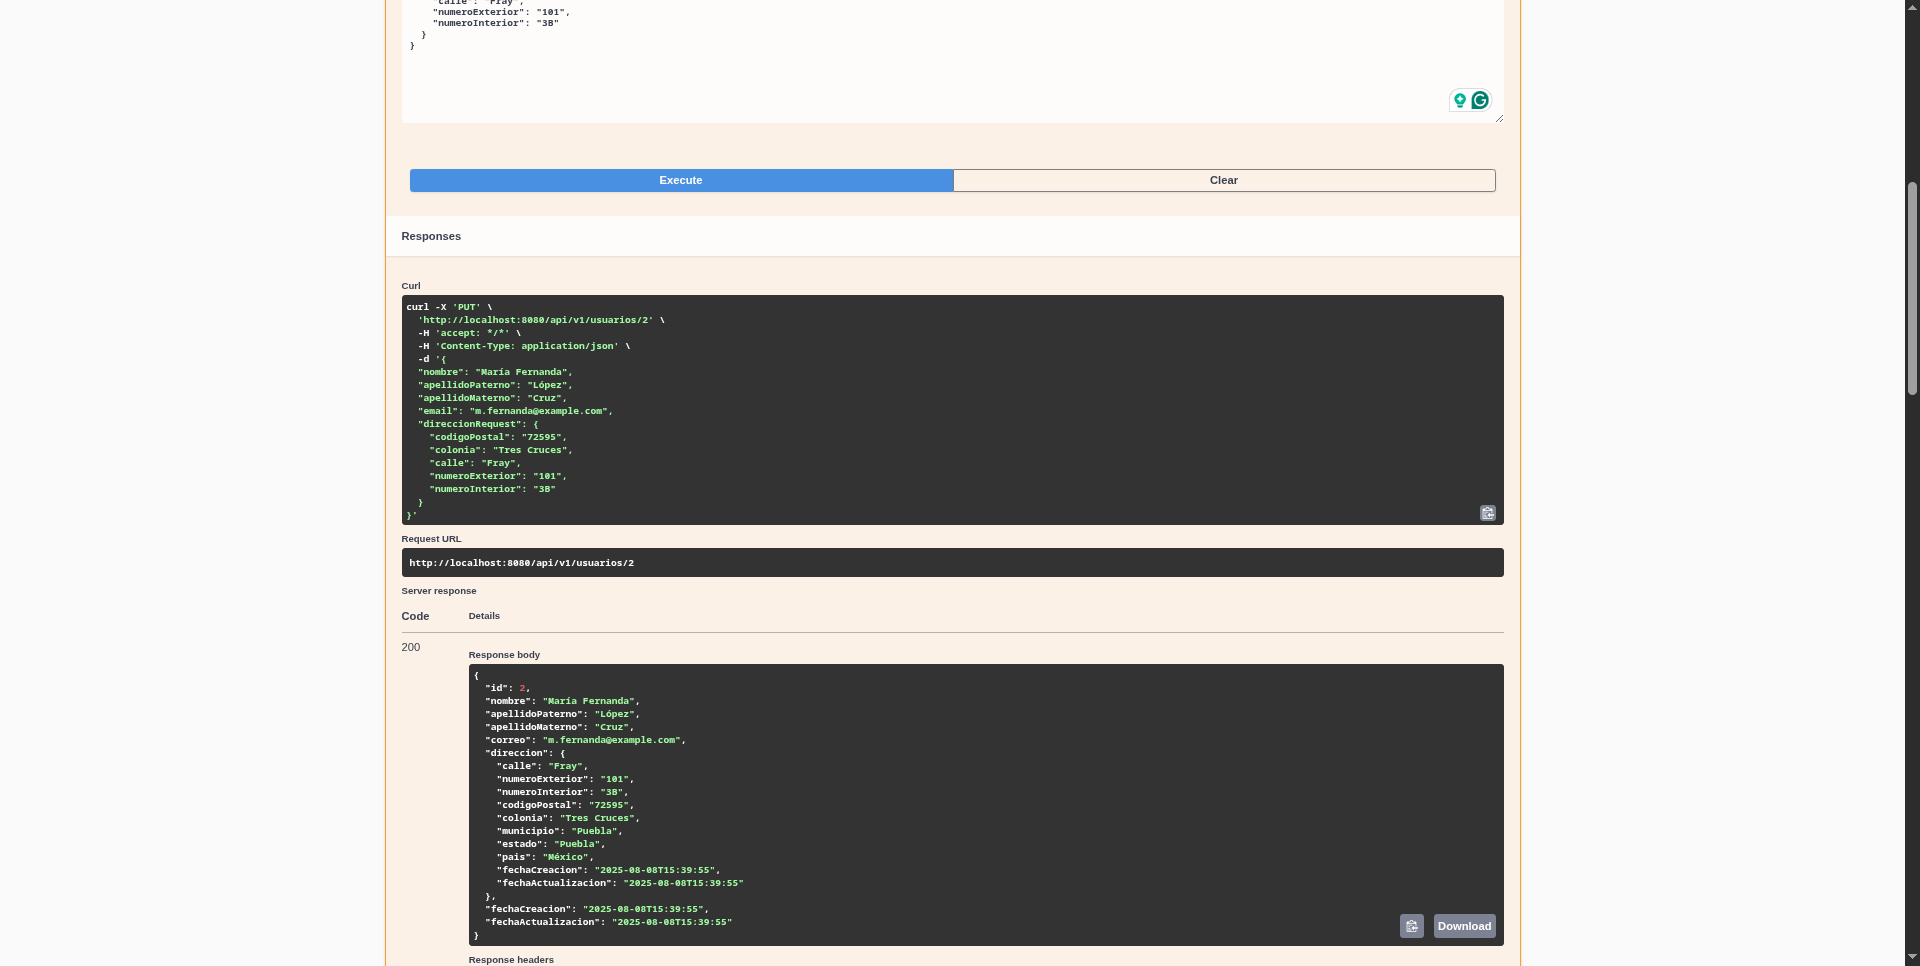 "calle": "Fray",
"numeroExterior": "101",
"numeroInterior": "3B"
}
}
Execute
Clear
Responses
Curl
curl -X 'PUT' \
'http://localhost:8080/api/v1/usuarios/2' \
-H 'accept: */*' \
-H 'Content-Type: application/json' \
-d '{
"nombre": "María Fernanda",
"apellidoPaterno": "López",
"apellidoMaterno": "Cruz",
"email": "m.fernanda@example.com",
"direccionRequest": {
"codigoPostal": "72595",
"colonia": "Tres Cruces",
"calle": "Fray",
"numeroExterior": "101",
"numeroInterior": "3B"
}
}'
Request URL
http://localhost:8080/api/v1/usuarios/2
Server response
Code Details
200
Response body
{
"id": 2,
"nombre": "María Fernanda",
"apellidoPaterno": "López",
"apellidoMaterno": "Cruz",
"correo": "m.fernanda@example.com",
"direccion": {
"calle": "Fray",
"numeroExterior": "101",
"numeroInterior": "3B",
"codigoPostal": "72595",
"colonia": "Tres Cruces",
"municipio": "Puebla",
"estado": "Puebla",
"pais": "México",
"fechaCreacion": "2025-08-08T15:39:55",
"fechaActualizacion": "2025-08-08T15:39:55"
},
"fechaCreacion": "2025-08-08T15:39:55",
"fechaActualizacion": "2025-08-08T15:39:55"
}
Download
Response headers